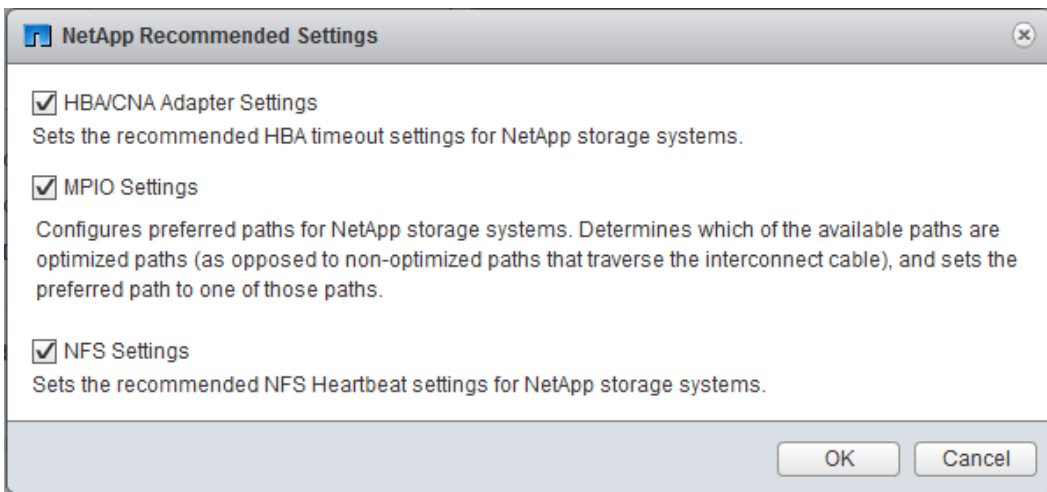 NetApp Recommended Settings
HBA/CNA Adapter Settings
Sets the recommended HBA timeout settings for NetApp storage systems.
MPIO Settings
Configures preferred paths for NetApp storage systems. Determines which of the available paths are
optimized paths (as opposed to non-optimized paths that traverse the interconnect cable), and sets the
preferred path to one of those paths.
NFS Settings
Sets the recommended NFS Heartbeat settings for NetApp storage systems.
OK
Cancel